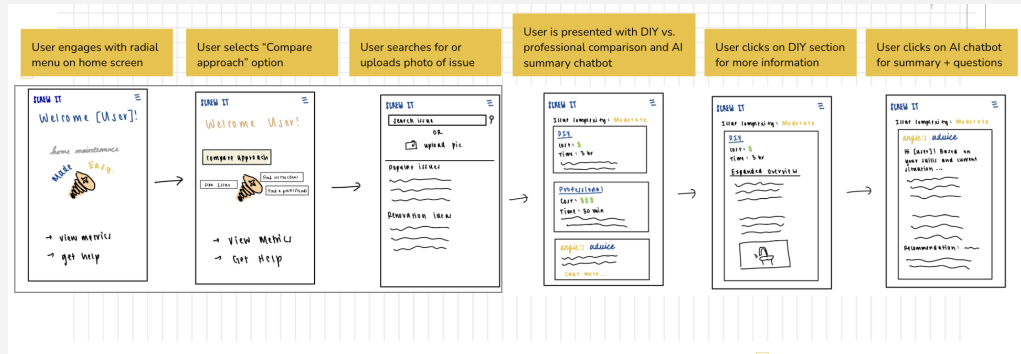 User engages with radial
menu on home screen
User selects “Compare
approach” option
User searches for or
uploads photo of issue
User is presented with DIY vs.
professional comparison and AI
summary chatbot
User clicks on DIY section
for more information
User clicks on AI chatbot
for summary + questions
SCREW IT
Welcome [User]!
home maintenance
Made
Easy.
→ view metrics
→ get help
SCREW IT
Welcome User!
Compare approach
Find a professional
→ View Metrics
→ Get Help
SCREW IT
Search issue
OR
upload pic
Popular issues
Renovation ideas
SCREW IT
Issue Complexity: Moderate
DIY
Cost: $
Time: 3 hr
Professional
Cost: $$$
Time: 30 min
angie's advice
Chat more...
SCREW IT
Issue Complexity: Moderate
DIY
Cost: $
Time: 3 hr
Expanded Overview
SCREW IT
Issue Complexity: Moderate
angie's advice
Hi [User]! Based on
your skills and current
situation ...
Recommendation: